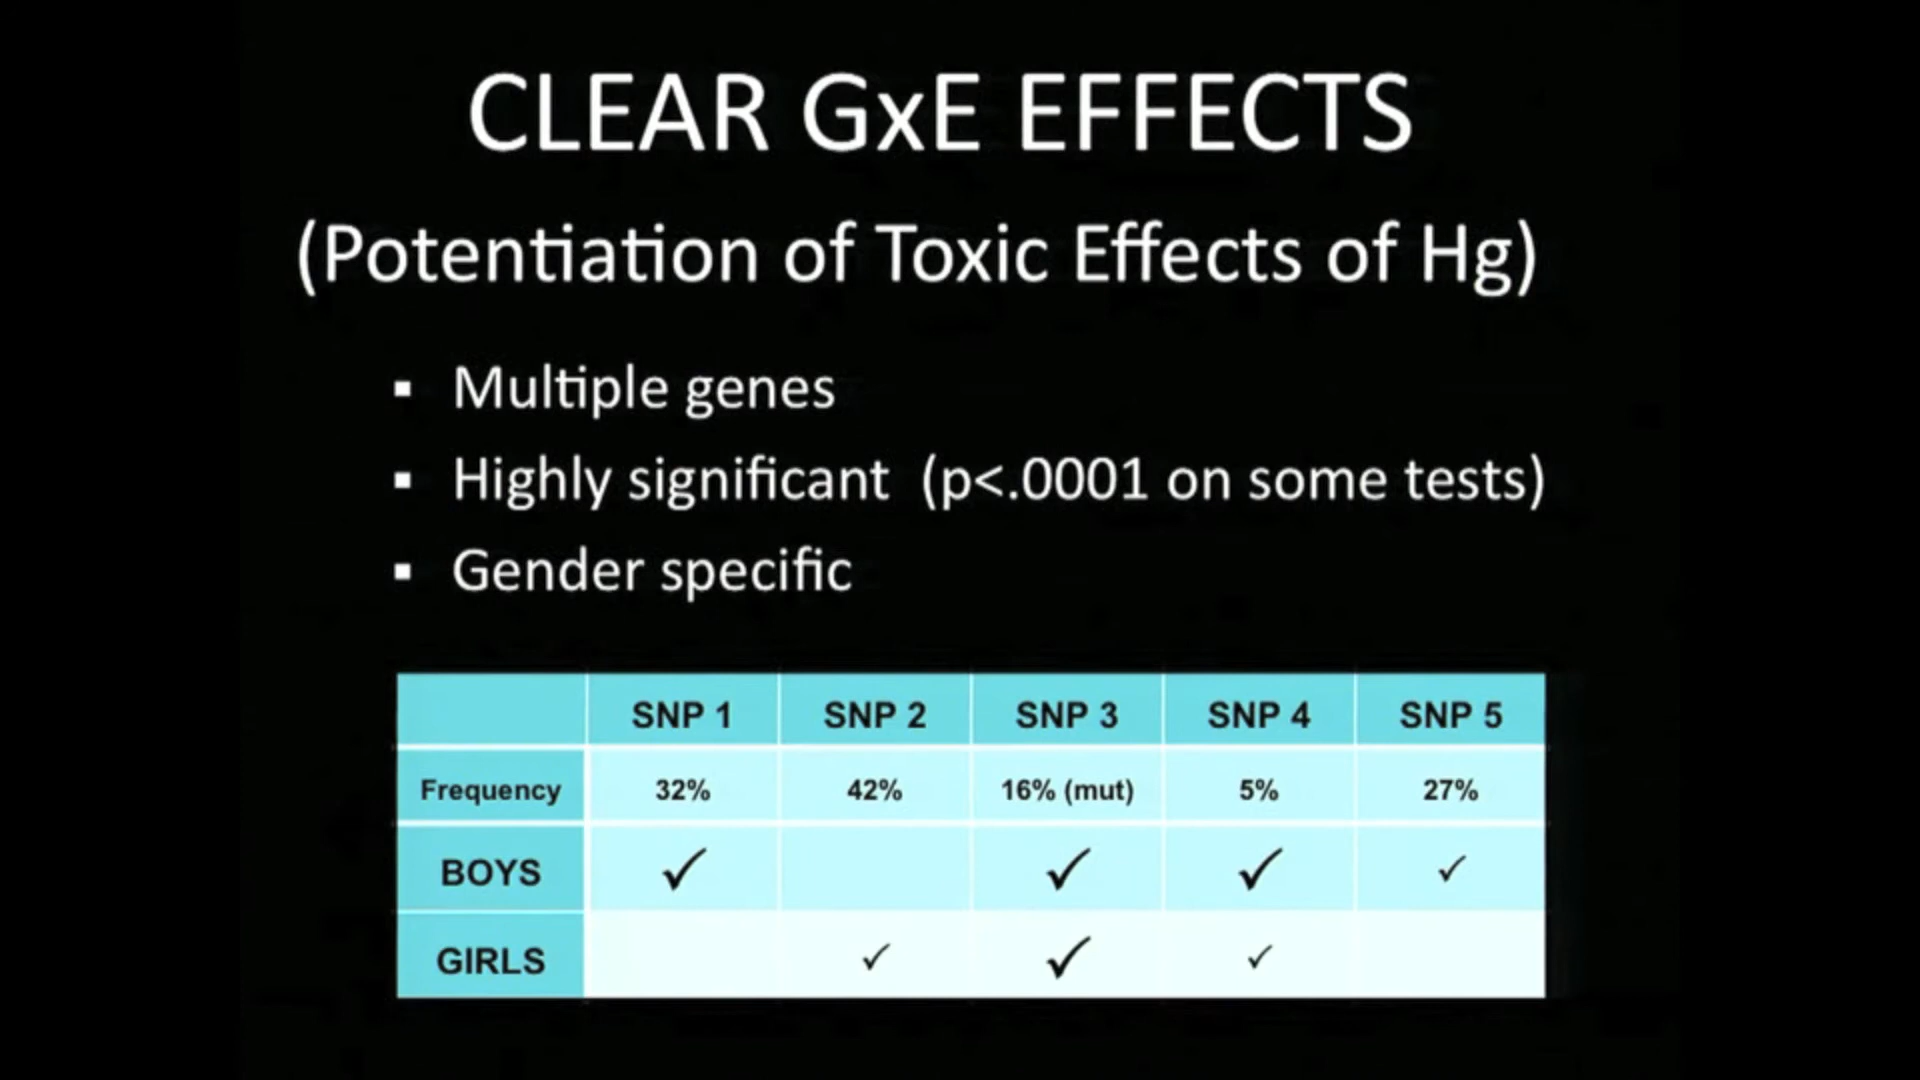 CLEAR GxE EFFECTS
(Potentiation of Toxic Effects of Hg)
▪ Multiple genes
▪ Highly significant (p<.0001 on some tests)
▪ Gender specific
SNP 1 SNP 2 SNP 3 SNP 4 SNP 5
Frequency 32% 42% 16% (mut) 5% 27%
BOYS ✓ ✓ ✓ ✓
GIRLS ✓ ✓ ✓